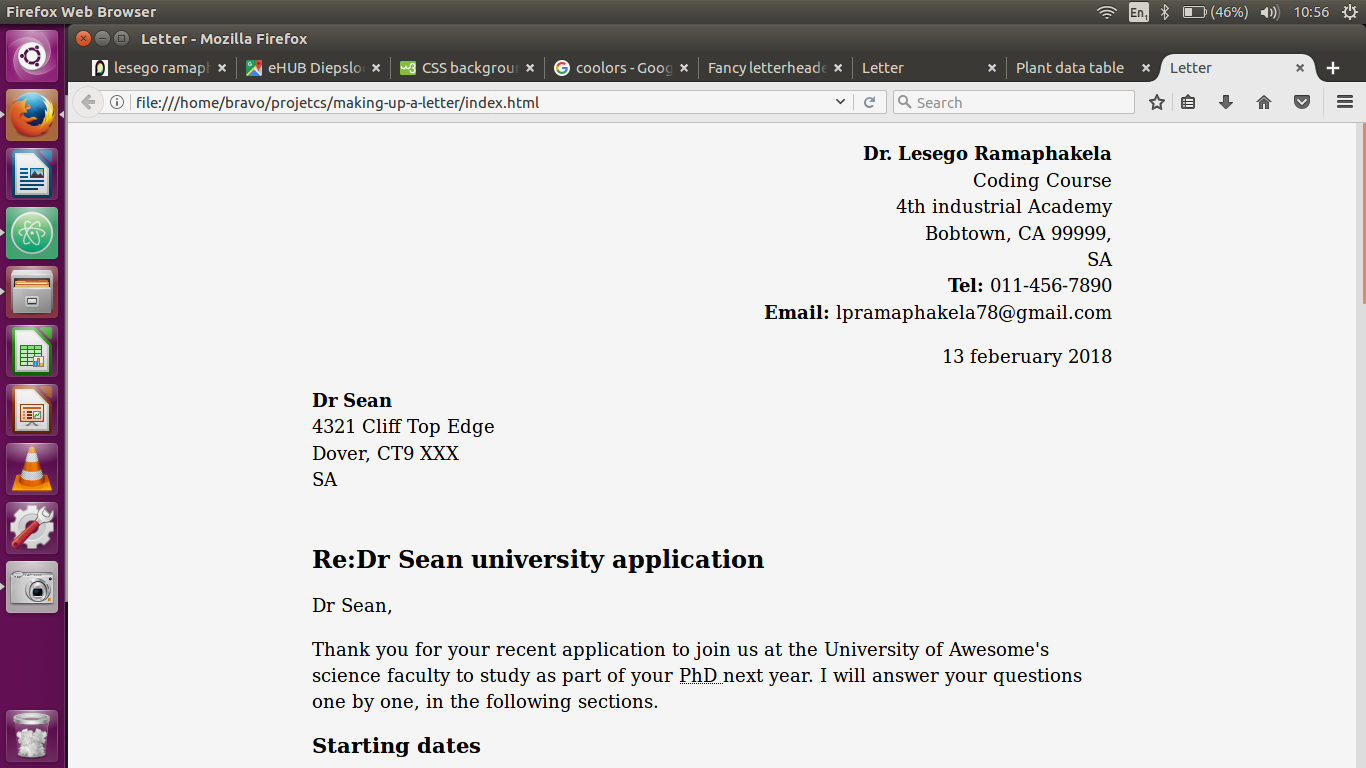 Firefox Web Browser
En1
(46%)
10:56
Letter - Mozilla Firefox
lesego ramapl
eHUB Diepslo
CSS backgrou
coolors - Goog
Fancy letterheade
Letter
Plant data table
Letter
file:///home/bravo/projetcs/making-up-a-letter/index.html
Search
Dr. Lesego Ramaphakela
Coding Course
4th industrial Academy
Bobtown, CA 99999,
SA
Tel: 011-456-7890
Email: lpramaphakela78@gmail.com
13 feberuary 2018
Dr Sean
4321 Cliff Top Edge
Dover, CT9 XXX
SA
Re:Dr Sean university application
Dr Sean,
Thank you for your recent application to join us at the University of Awesome's
science faculty to study as part of your PhD next year. I will answer your questions
one by one, in the following sections.
Starting dates